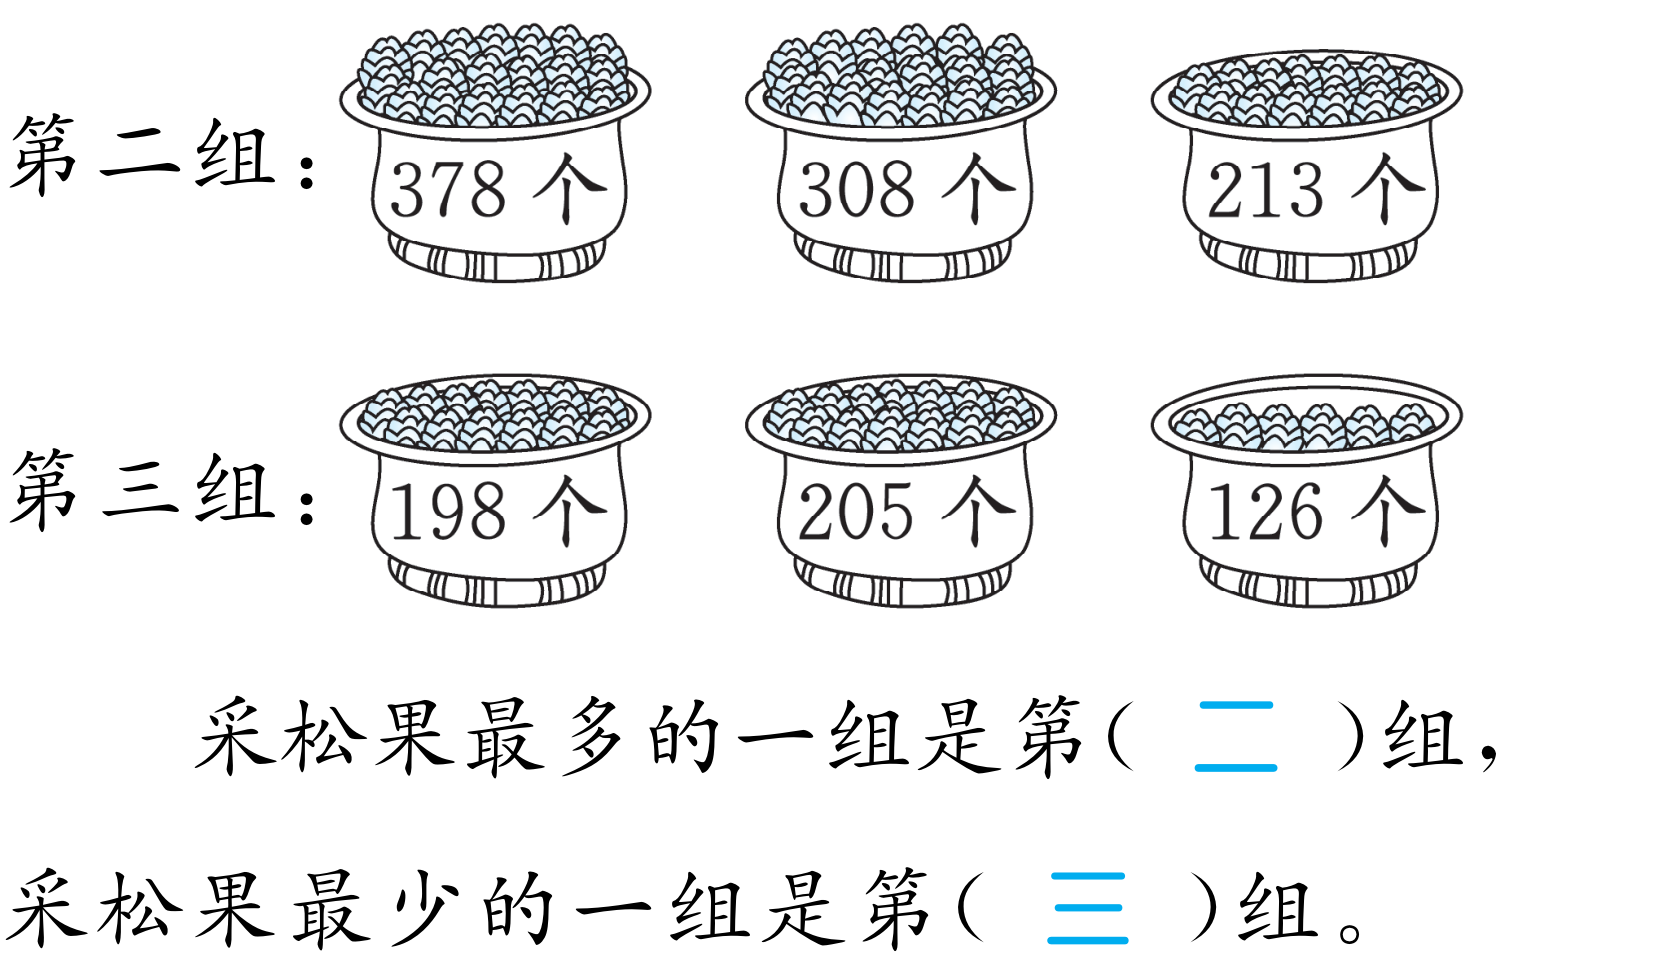 第二组： 378个 308个 213个
第三组： 198个 205个 126个
采松果最多的一组是第( 二 )组，
采松果最少的一组是第( 三 )组。